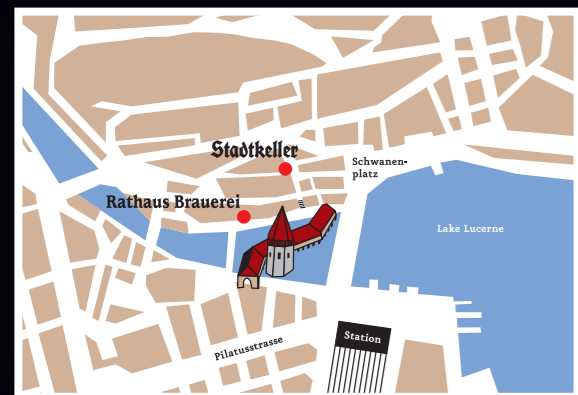 Stadtkeller
Schwanen-
platz
Rathaus Brauerei
Lake Lucerne
Station
Pilatusstrasse